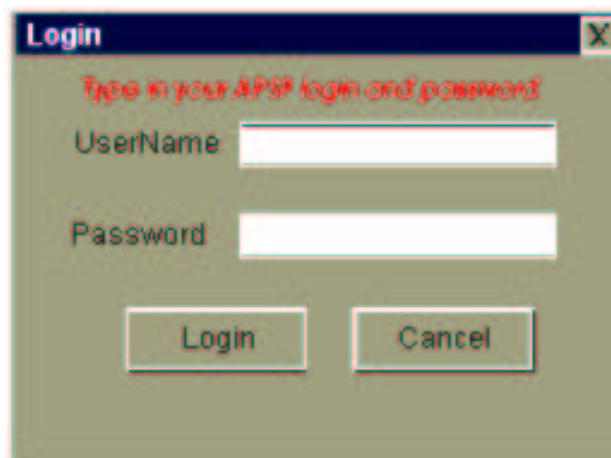 Login X
Type in your APSP login and password.
UserName
Password
Login Cancel